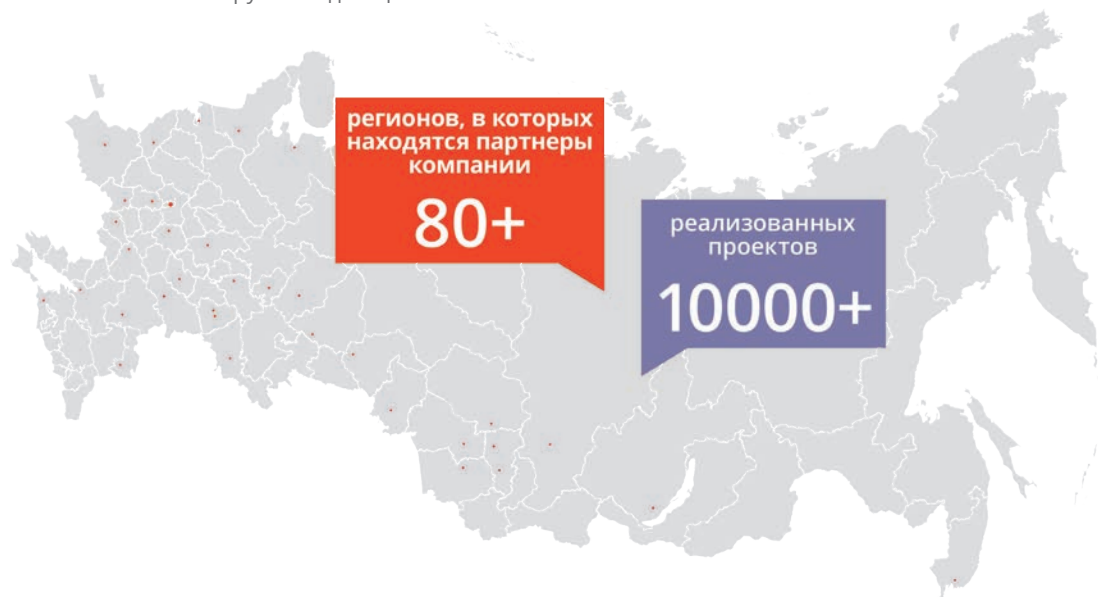 регионов, в которых
находятся партнеры
компании
80+
реализованных
проектов
10000+